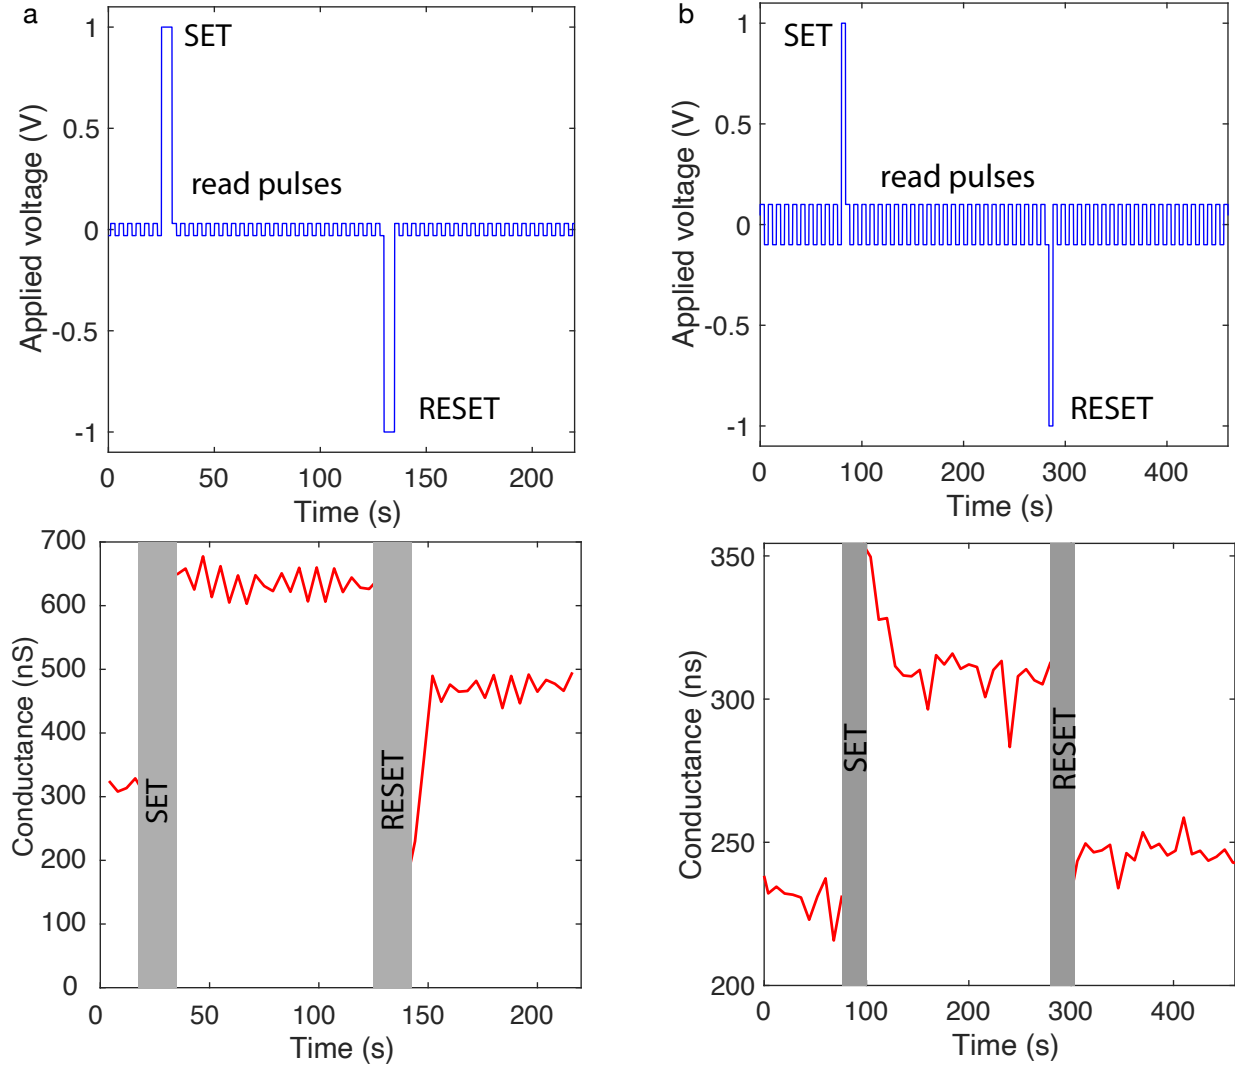 a
SET
read pulses
RESET
Applied voltage (V)
1
0.5
0
-0.5
-1
0
50
100
150
200
Time (s)
b
SET
read pulses
RESET
Applied voltage (V)
1
0.5
0
-0.5
-1
0
100
200
300
400
Time (s)
Conductance (nS)
700
600
500
400
300
200
100
0
SET
RESET
0
50
100
150
200
Time (s)
Conductance (ns)
350
300
250
200
SET
RESET
0
100
200
300
400
Time (s)